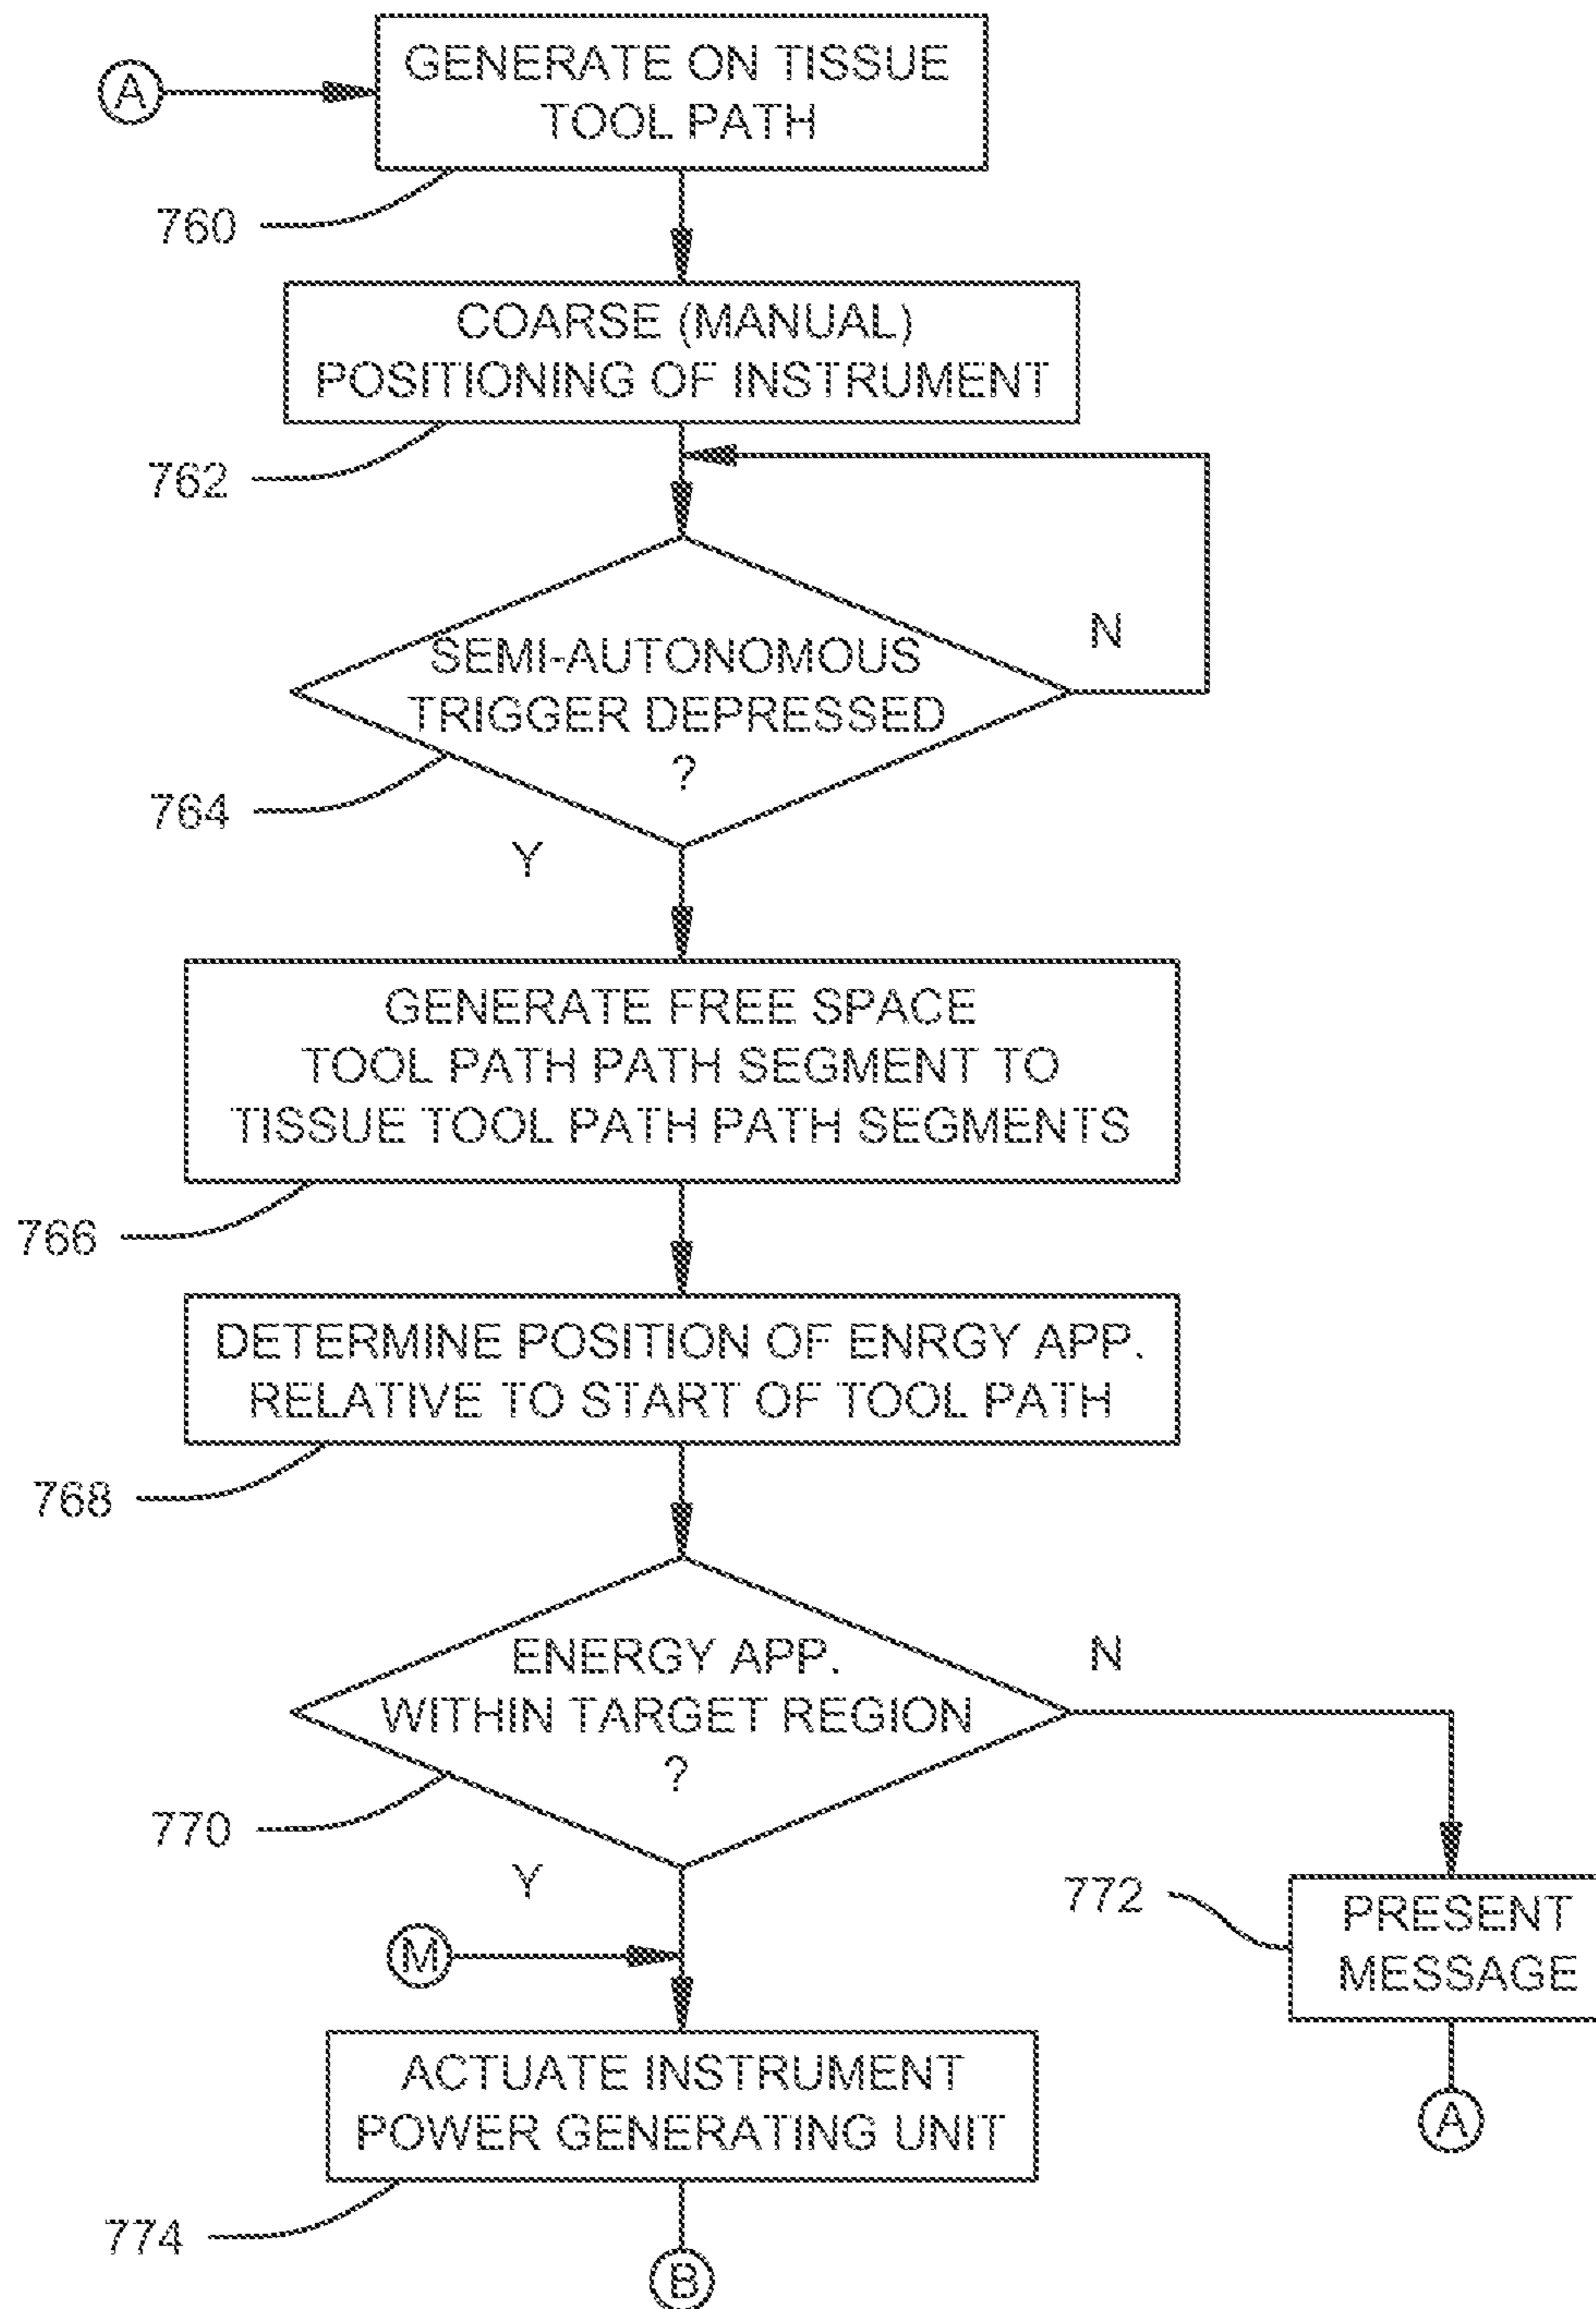 A
GENERATE ON TISSUE
TOOL PATH
760
COARSE (MANUAL)
POSITIONING OF INSTRUMENT
762
SEMI-AUTONOMOUS
TRIGGER DEPRESSED
?
N
764
Y
GENERATE FREE SPACE
TOOL PATH PATH SEGMENT TO
TISSUE TOOL PATH PATH SEGMENTS
766
DETERMINE POSITION OF ENRGY APP.
RELATIVE TO START OF TOOL PATH
768
ENERGY APP.
WITHIN TARGET REGION
?
N
770
Y
772
PRESENT
MESSAGE
M
A
ACTUATE INSTRUMENT
POWER GENERATING UNIT
774
B